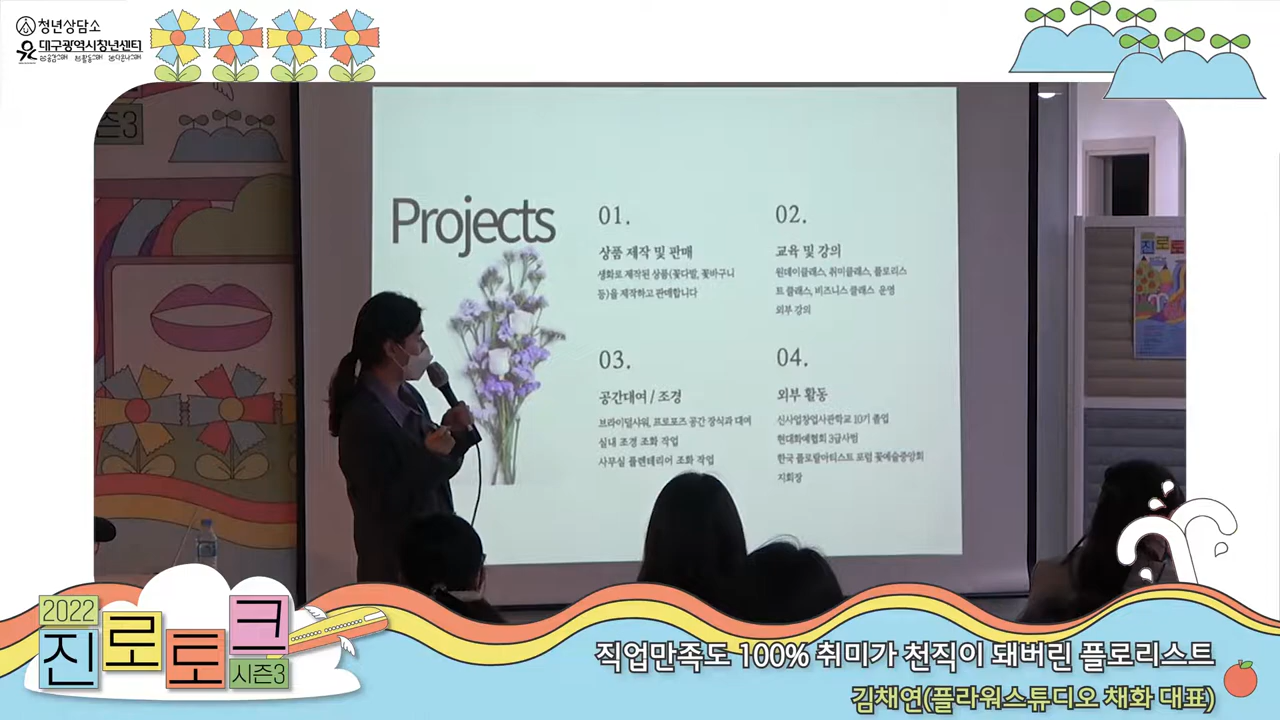 청년상담소
대구광역시청년센터
즌3
Projects
01.
상품 제작 및 판매
생화로 제작된 상품(꽃다발, 꽃바구니
등)을 제작하고 판매합니다
02.
교육 및 강의
원데이클래스, 취미클래스, 플로리스
트 클래스, 비즈니스 클래스 운영
외부 강의
03.
공간대여 / 조경
브라이덜샤워, 프로포즈 공간 장식과 대여
실내 조경 조화 작업
사무실 플랜테리어 조화 작업
04.
외부 활동
신사업창업사관학교 10기 졸업
현대화예협회 3급사범
한국 플로랄아티스트 포럼 꽃예술중앙회
지회장
진로토
2022
진로토크
시즌3
직업만족도 100% 취미가 천직이 돼버린 플로리스트
김채연(플라워스튜디오 채화 대표)